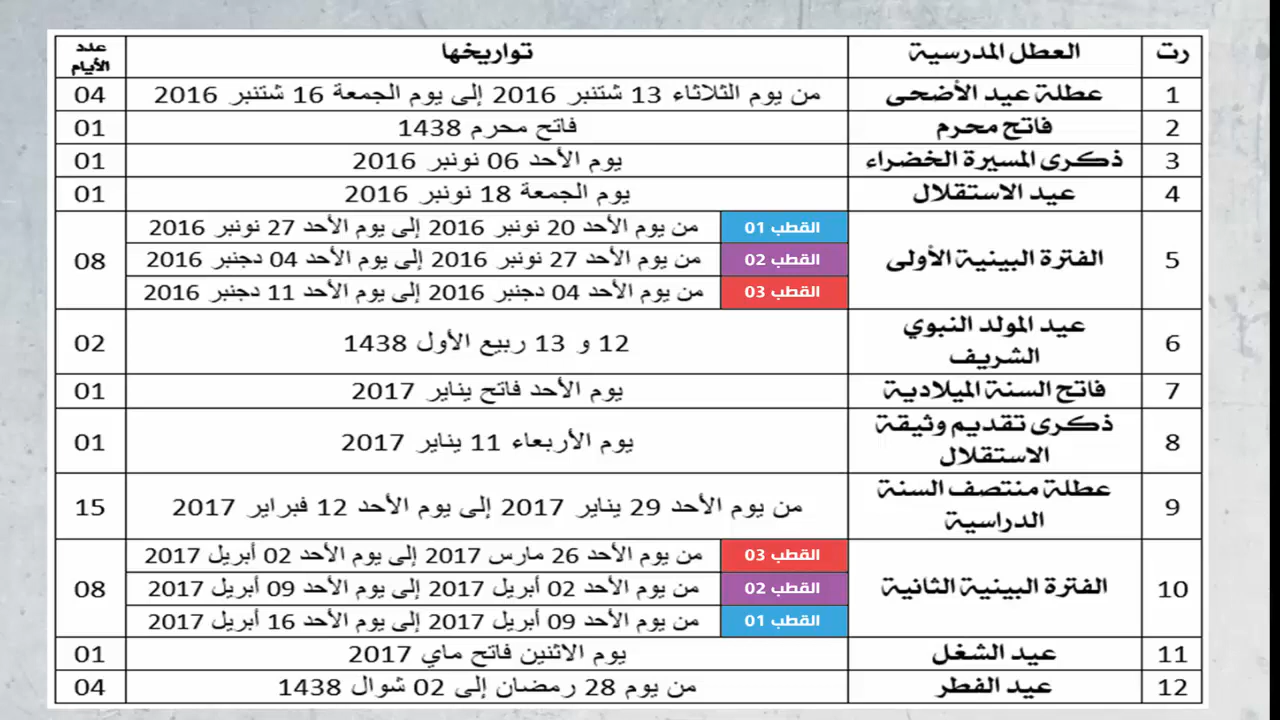 رت العطل المدرسية تواريخها عدد الأيام
1 عطلة عيد الأضحى من يوم الثلاثاء 13 شتنبر 2016 إلى يوم الجمعة 16 شتنبر 2016 04
2 فاتح محرم فاتح محرم 1438 01
3 ذكرى المسيرة الخضراء يوم الأحد 06 نونبر 2016 01
4 عيد الاستقلال يوم الجمعة 18 نونبر 2016 01
5 الفترة البينية الأولى 08
القطب 01 من يوم الأحد 20 نونبر 2016 إلى يوم الأحد 27 نونبر 2016
القطب 02 من يوم الأحد 27 نونبر 2016 إلى يوم الأحد 04 دجنبر 2016
القطب 03 من يوم الأحد 04 دجنبر 2016 إلى يوم الأحد 11 دجنبر 2016
6 عيد المولد النبوي
الشريف 12 و 13 ربيع الأول 1438 02
7 فاتح السنة الميلادية يوم الأحد فاتح يناير 2017 01
8 ذكرى تقديم وثيقة
الاستقلال يوم الأربعاء 11 يناير 2017 01
9 عطلة منتصف السنة
الدراسية من يوم الأحد 29 يناير 2017 إلى يوم الأحد 12 فبراير 2017 15
10 الفترة البينية الثانية 08
القطب 03 من يوم الأحد 26 مارس 2017 إلى يوم الأحد 02 أبريل 2017
القطب 02 من يوم الأحد 02 أبريل 2017 إلى يوم الأحد 09 أبريل 2017
القطب 01 من يوم الأحد 09 أبريل 2017 إلى يوم الأحد 16 أبريل 2017
11 عيد الشغل يوم الاثنين فاتح ماي 2017 01
12 عيد الفطر من يوم 28 رمضان إلى 02 شوال 1438 04